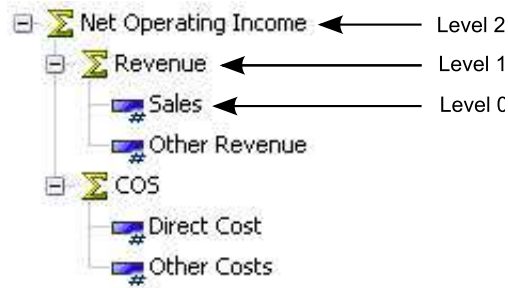 Net Operating Income Level 2
Revenue Level 1
Sales Level 0
Other Revenue
COS
Direct Cost
Other Costs